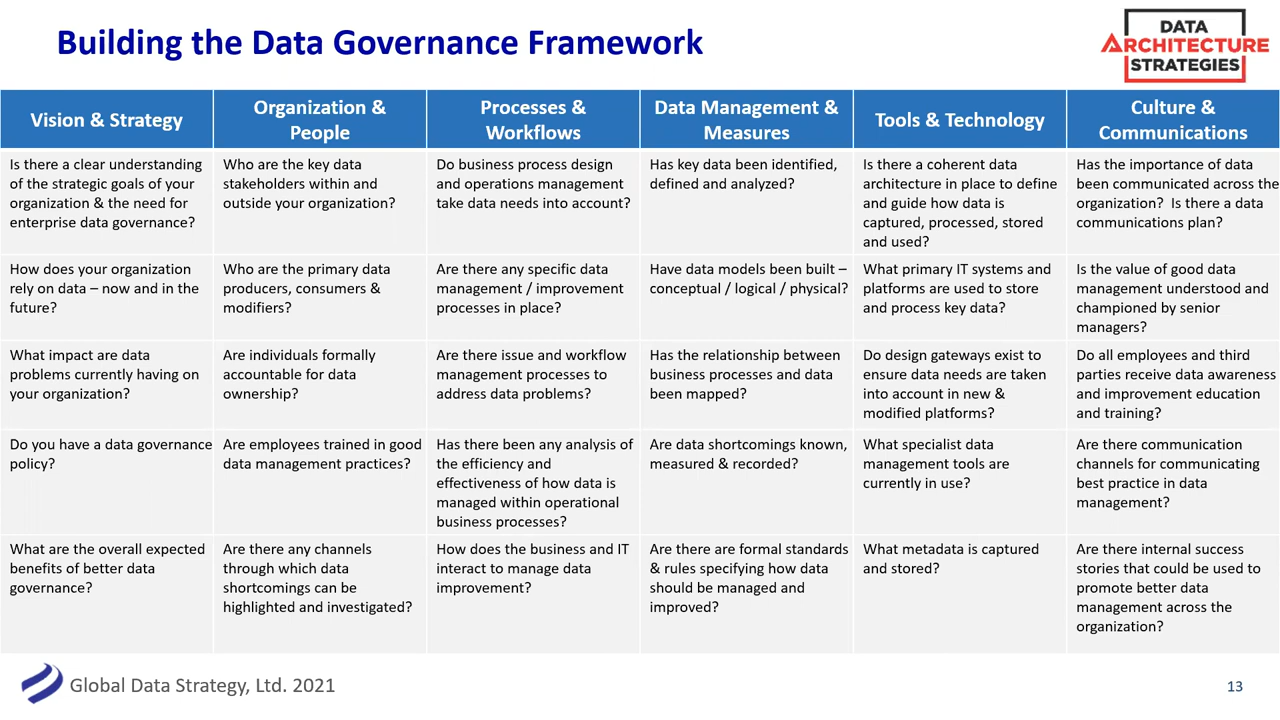 Building the Data Governance Framework
DATA
ARCHITECTURE
STRATEGIES
Vision & Strategy
Organization &
People
Processes &
Workflows
Data Management &
Measures
Tools & Technology
Culture &
Communications
Is there a clear understanding
of the strategic goals of your
organization & the need for
enterprise data governance?
Who are the key data
stakeholders within and
outside your organization?
Do business process design
and operations management
take data needs into account?
Has key data been identified,
defined and analyzed?
Is there a coherent data
architecture in place to define
and guide how data is
captured, processed, stored
and used?
Has the importance of data
been communicated across the
organization?  Is there a data
communications plan?
How does your organization
rely on data – now and in the
future?
Who are the primary data
producers, consumers &
modifiers?
Are there any specific data
management / improvement
processes in place?
Have data models been built –
conceptual / logical / physical?
What primary IT systems and
platforms are used to store
and process key data?
Is the value of good data
management understood and
championed by senior
managers?
What impact are data
problems currently having on
your organization?
Are individuals formally
accountable for data
ownership?
Are there issue and workflow
management processes to
address data problems?
Has the relationship between
business processes and data
been mapped?
Do design gateways exist to
ensure data needs are taken
into account in new &
modified platforms?
Do all employees and third
parties receive data awareness
and improvement education
and training?
Do you have a data governance
policy?
Are employees trained in good
data management practices?
Has there been any analysis of
the efficiency and
effectiveness of how data is
managed within operational
business processes?
Are data shortcomings known,
measured & recorded?
What specialist data
management tools are
currently in use?
Are there communication
channels for communicating
best practice in data
management?
What are the overall expected
benefits of better data
governance?
Are there any channels
through which data
shortcomings can be
highlighted and investigated?
How does the business and IT
interact to manage data
improvement?
Are there are formal standards
& rules specifying how data
should be managed and
improved?
What metadata is captured
and stored?
Are there internal success
stories that could be used to
promote better data
management across the
organization?
Global Data Strategy, Ltd. 2021
13